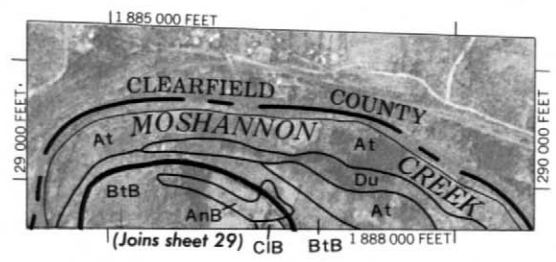 1 885 000 FEET
CLEARFIELD COUNTY
MOSHANNON CREEK
29 000 FEET
290 000 FEET
At
At
Du
At
BtB
AnB
(Joins sheet 29)
ClB
BtB
1 888 000 FEET